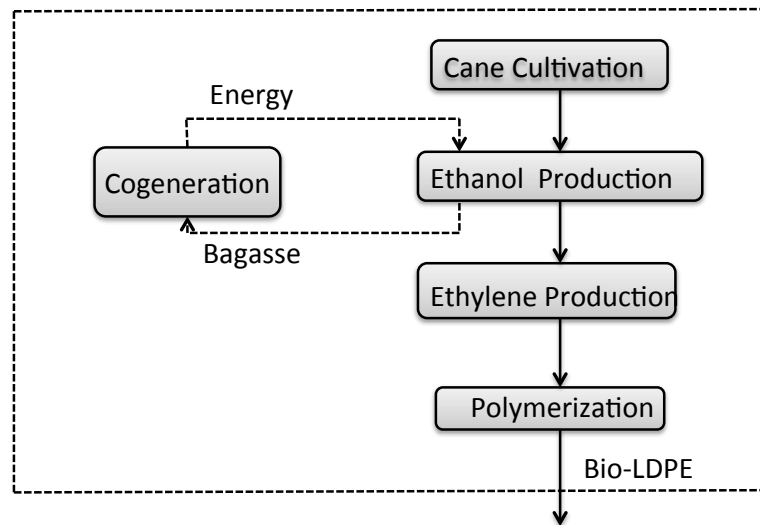 Cane Cultivation
Energy
Cogeneration
Ethanol Production
Bagasse
Ethylene Production
Polymerization
Bio-LDPE